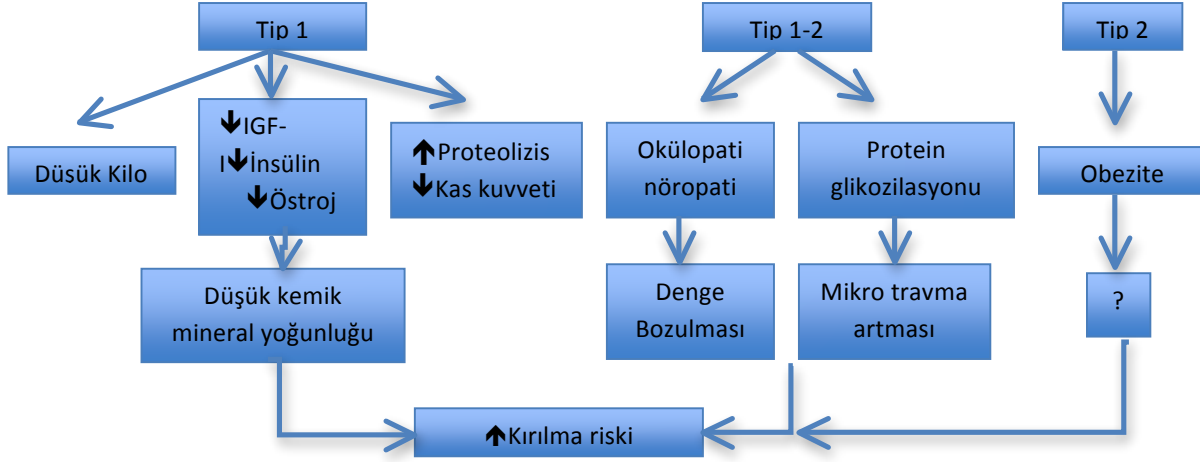 Tip 1
Tip 1-2
Tip 2
Düsük Kilo
↓IGF-
I↓İnsülin
↓Östroj
↑Proteolizis
↓Kas kuvveti
Okülopati
nöropati
Protein
glikozilasyonu
Obezite
Düşük kemik
mineral yoğunluğu
Denge
Bozulması
Mikro travma
artması
?
↑Kırılma riski